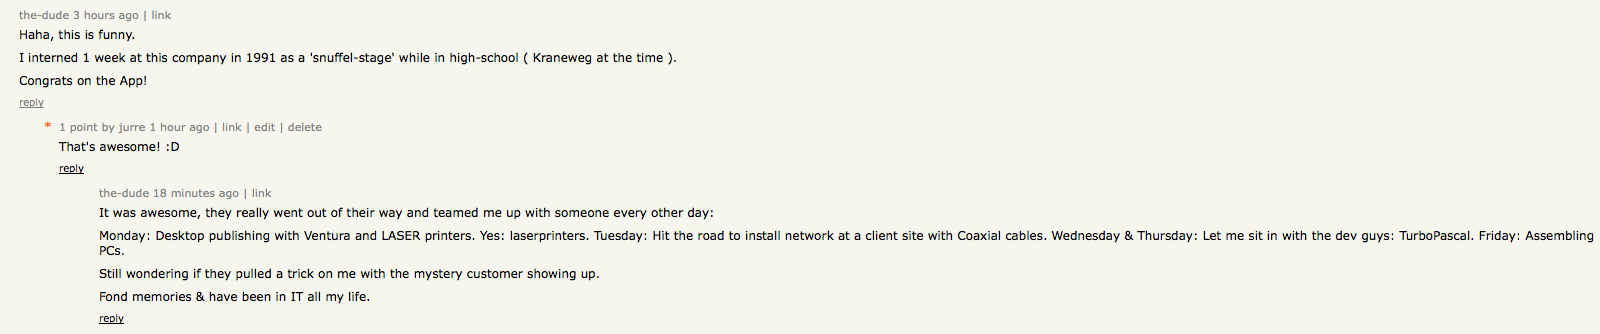 the-dude 3 hours ago | link
Haha, this is funny.
I interned 1 week at this company in 1991 as a 'snuffel-stage' while in high-school ( Kraneweg at the time ).
Congrats on the App!
reply
* 1 point by jurre 1 hour ago | link | edit | delete
That's awesome! :D
reply
the-dude 18 minutes ago | link
It was awesome, they really went out of their way and teamed me up with someone every other day:
Monday: Desktop publishing with Ventura and LASER printers. Yes: laserprinters. Tuesday: Hit the road to install network at a client site with Coaxial cables. Wednesday & Thursday: Let me sit in with the dev guys: TurboPascal. Friday: Assembling
PCs.
Still wondering if they pulled a trick on me with the mystery customer showing up.
Fond memories & have been in IT all my life.
reply